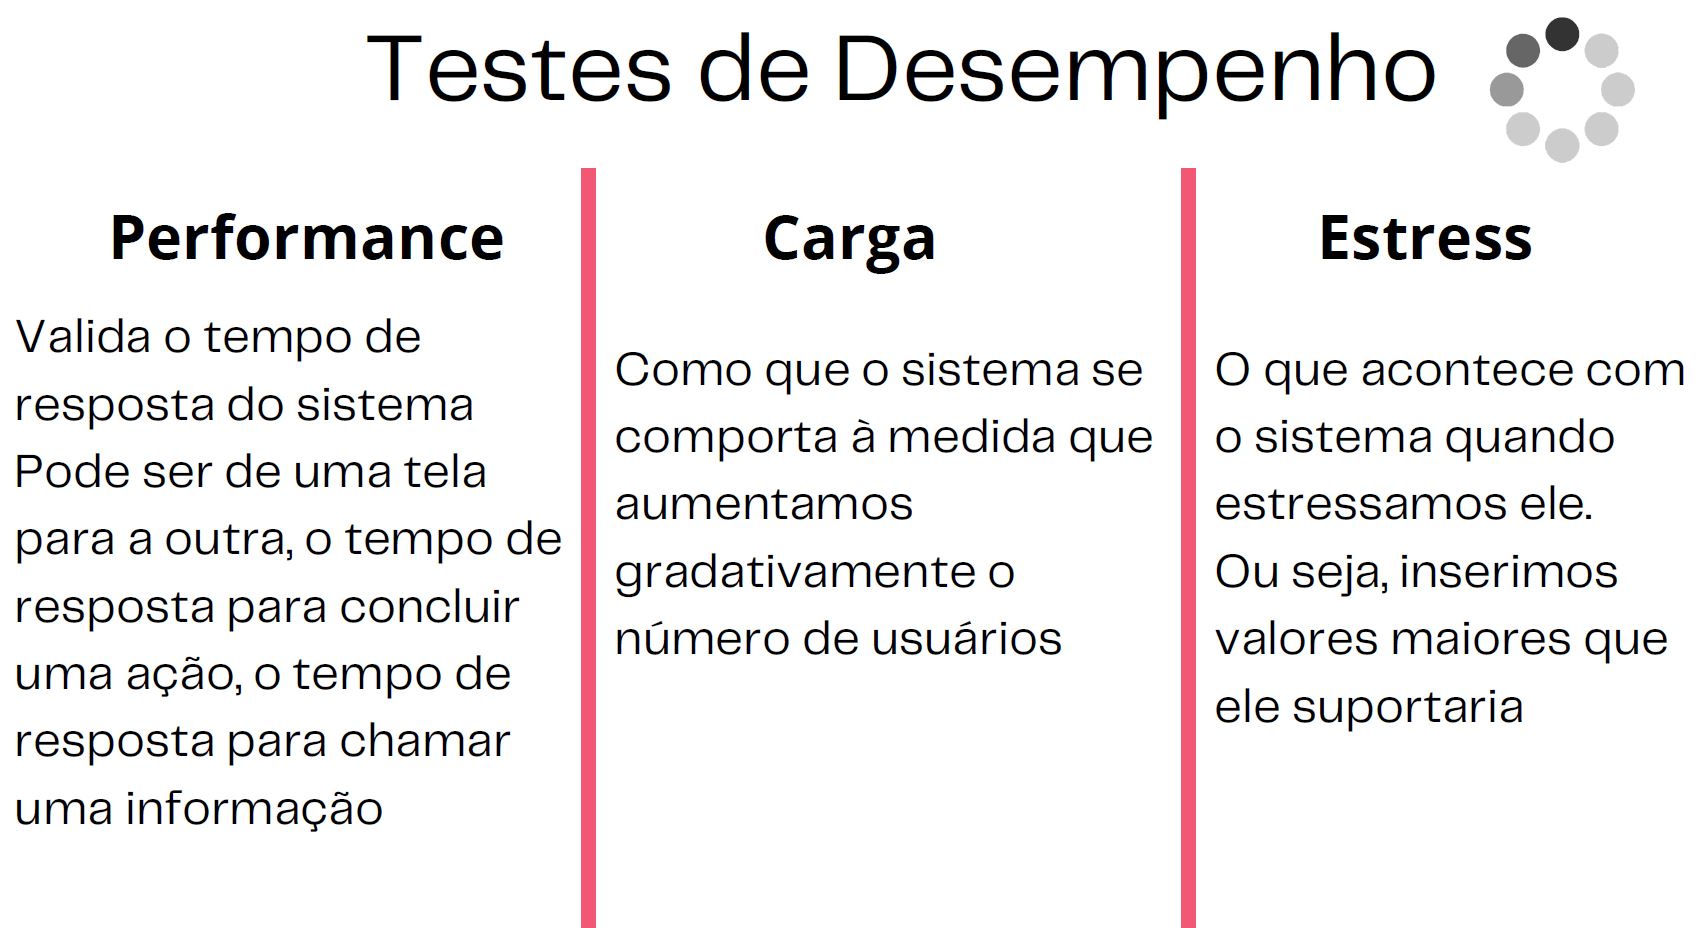 Testes de Desempenho
Performance
Valida o tempo de
resposta do sistema
Pode ser de uma tela
para a outra, o tempo de
resposta para concluir
uma ação, o tempo de
resposta para chamar
uma informação
Carga
Como que o sistema se
comporta à medida que
aumentamos
gradativamente o
número de usuários
Estress
O que acontece com
o sistema quando
estressamos ele.
Ou seja, inserimos
valores maiores que
ele suportaria